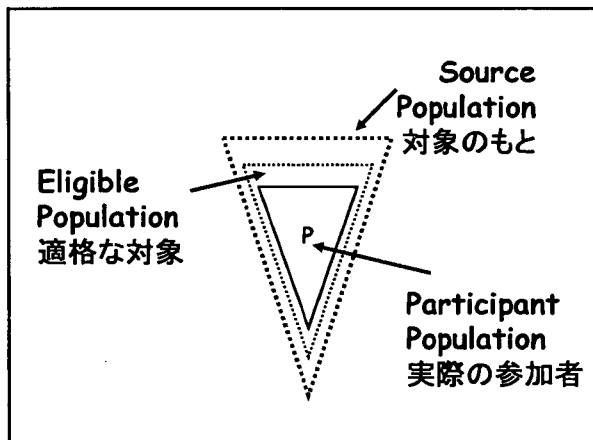 Source
Population
対象のもと
Eligible
Population
適格な対象
P
Participant
Population
実際の参加者